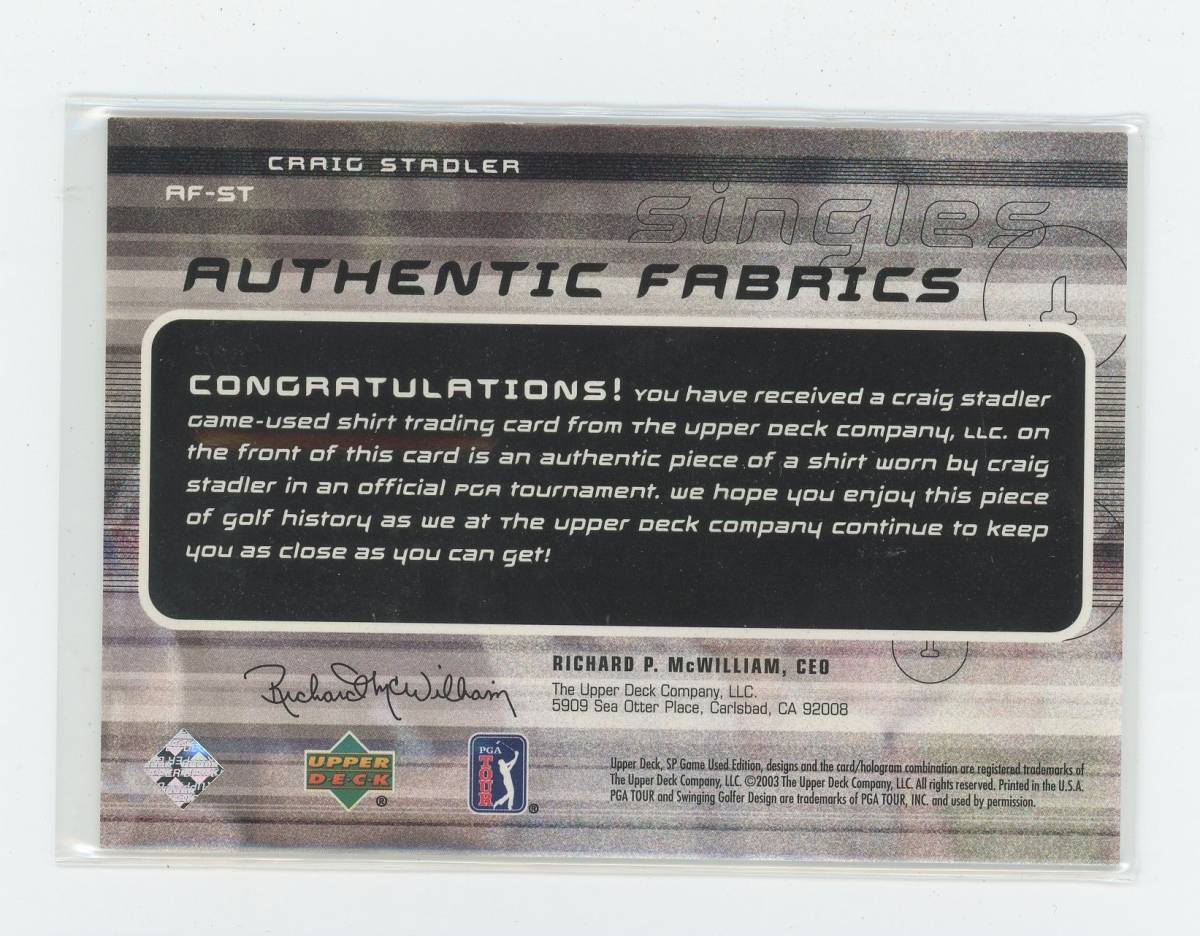 CRAIG STADLER
AF-ST
singles
AUTHENTIC FABRICS
1
CONGRATULATIONS! You have received a craig stadler
game-used shirt trading card from The upper Deck company, LLC. on
the front of this card is an authentic piece of a shirt worn by craig
stadler in an official PGA tournament. we hope you enjoy this piece
of golf history as we at The upper Deck company continue to keep
you as close as you can get!
1
Richard McWilliam
RICHARD P. McWILLIAM, CEO
The Upper Deck Company, LLC.
5909 Sea Otter Place, Carlsbad, CA 92008
UPPER
DECK
®
PGA
TOUR
®
Upper Deck, SP Game Used Edition, designs and the card/hologram combination are registered trademarks of
The Upper Deck Company, LLC. ©2003 The Upper Deck Company, LLC. All rights reserved. Printed in the U.S.A.
PGA TOUR and Swinging Golfer Design are trademarks of PGA TOUR, INC. and used by permission.